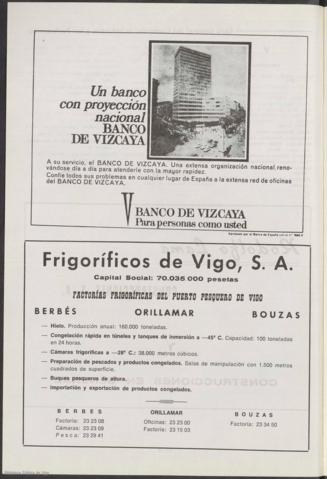 Un banco
con proyección
nacional
BANCO
DE VIZCAYA
A su servicio, el BANCO DE VIZCAYA. Una extensa organización nacional, reno-
vándose día a día para atenderle con la mayor rapidez.
Confíe todos sus problemas en cualquier lugar de España a la extensa red de oficinas
del BANCO DE VIZCAYA.
BANCO DE VIZCAYA
Para personas como usted
Frigoríficos de Vigo, S. A.
Capital Social: 70.035.000 pesetas
FACTORÍAS FRIGORÍFICAS DEL PUERTO PESQUERO DE VIGO
BERBÉS ORILLAMAR BOUZAS
— Hielo. Producción anual: 160.000 toneladas.
— Congelación rápida en túneles y tanques de inmersión a —45° C. Capacidad: 100 toneladas
en 24 horas.
— Cámaras frigoríficas a —28° C.: 38.000 metros cúbicos.
— Preparación de pescados y productos congelados. Salas de manipulación con 1.500 metros
cuadrados de superficie.
— Buques pesqueros de altura.
— Importación y exportación de productos congelados.
BERBES ORILLAMAR BOUZAS
Factoría: 23 23 08 Oficinas: 23 23 00 Factoría: 23 34 50
Cámaras: 23 23 09 Factoría: 23 15 03
Pesca: 23 29 41